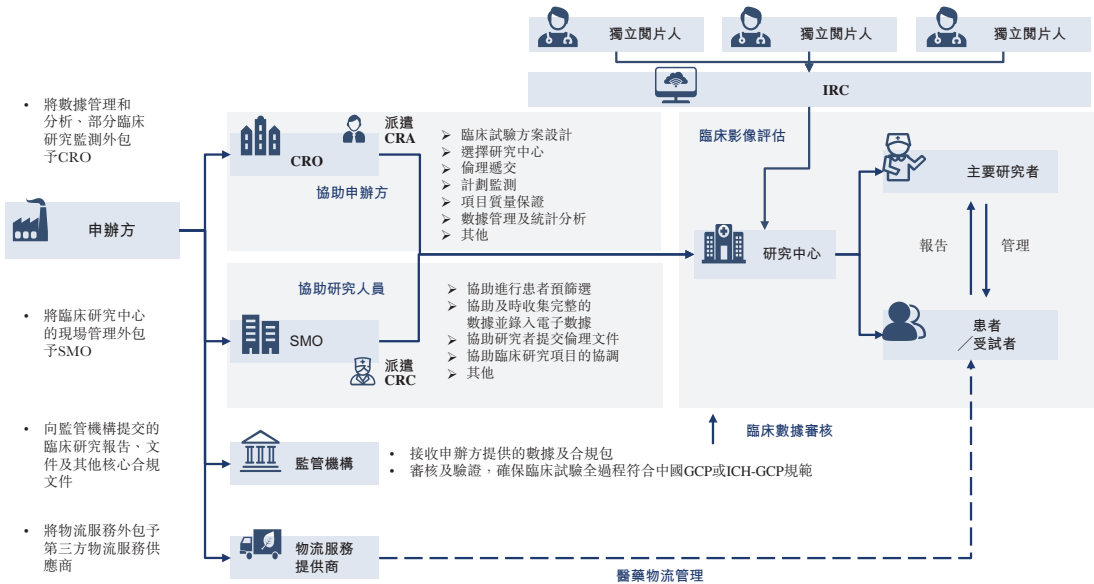 獨立閱片人
獨立閱片人
獨立閱片人
IRC
• 將數據管理和
分析、部分臨床
研究監測外包
予CRO
申辦方
• 將臨床研究中心
的現場管理外包
予SMO
• 向監管機構提交的
臨床研究報告、文
件及其他核心合規
文件
• 將物流服務外包予
第三方物流服務供
應商
CRO
派遣
CRA
協助申辦方
➢ 臨床試驗方案設計
➢ 選擇研究中心
➢ 倫理遞交
➢ 計劃監測
➢ 項目質量保證
➢ 數據管理及統計分析
➢ 其他
協助研究人員
SMO
派遣
CRC
➢ 協助進行患者預篩選
➢ 協助及時收集完整的
數據並錄入電子數據
➢ 協助研究者提交倫理文件
➢ 協助臨床研究項目的協調
➢ 其他
臨床影像評估
研究中心
主要研究者
報告
管理
患者
／受試者
臨床數據審核
監管機構
• 接收申辦方提供的數據及合規包
• 審核及驗證，確保臨床試驗全過程符合中國GCP或ICH-GCP規範
物流服務
提供商
醫藥物流管理